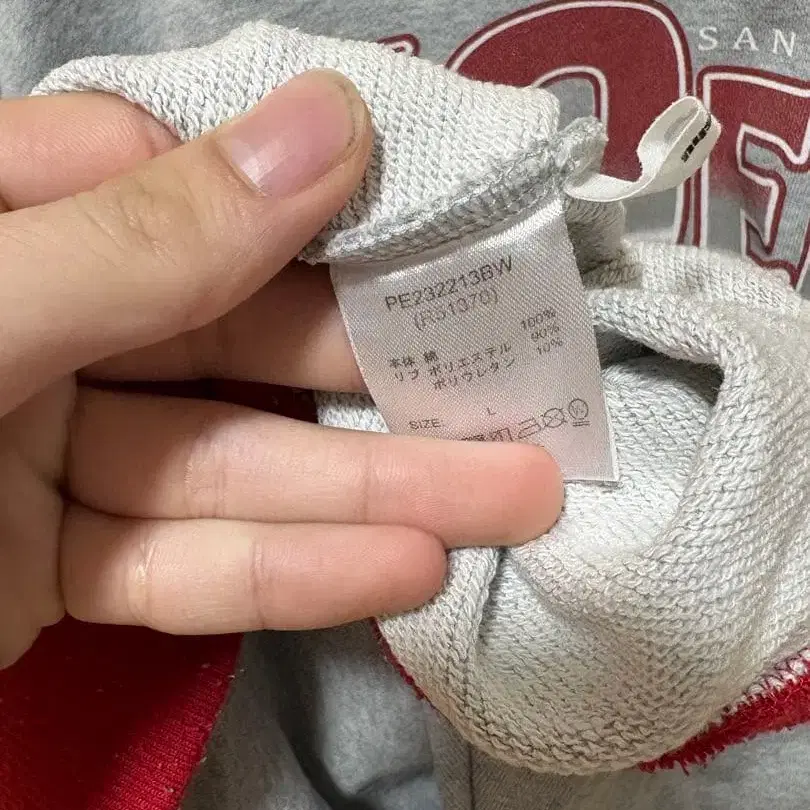 SAN
PE232213BW
(R51370)
本体 綿 100%
リブ ポリエステル 90%
ポリウレタン 10%
SIZE: L